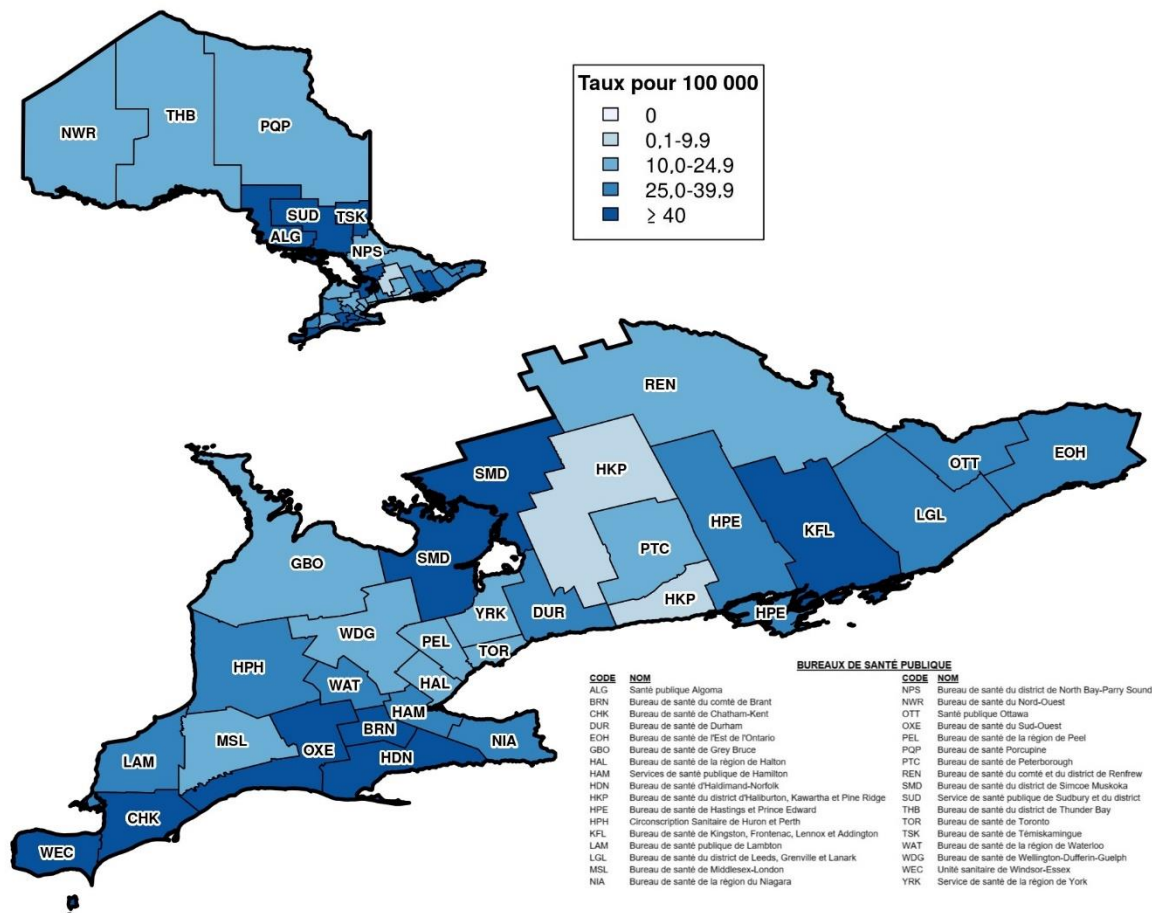 NWR
THB
PQP
SUD
TSK
ALG
NPS
Taux pour 100 000
0
0,1-9.9
10,0-24,9
25,0-39,9
≥ 40
REN
SMD
HKP
OTT
EOH
HPE
KFL
LGL
PTC
GBO
SMD
HKP
HPE
YRK
DUR
WDG
PEL
TOR
HPH
WAT
HAL
HAM
MSL
BRN
OXE
NIA
LAM
HDN
CHK
WEC
BUREAUX DE SANTÉ PUBLIQUE
CODE NOM
ALG Santé publique Algoma
BRN Bureau de santé du comté de Brant
CHK Bureau de santé de Chatham-Kent
DUR Bureau de santé de Durham
EOH Bureau de santé de l'Est de l'Ontario
GBO Bureau de santé de Grey Bruce
HAL Bureau de santé de la région de Halton
HAM Services de santé publique de Hamilton
HDN Bureau de santé d'Haldimand-Norfolk
HKP Bureau de santé du district d'Haliburton, Kawartha et Pine Ridge
HPE Bureau de santé de Hastings et Prince Edward
HPH Circonscription Sanitaire de Huron et Perth
KFL Bureau de santé de Kingston, Frontenac, Lennox et Addington
LAM Bureau de santé publique de Lambton
LGL Bureau de santé du district de Leeds, Grenville et Lanark
MSL Bureau de santé de Middlesex-London
NIA Bureau de santé de la région du Niagara
CODE NOM
NPS Bureau de santé du district de North Bay-Parry Sound
NWR Bureau de santé du Nord-Ouest
OTT Santé publique Ottawa
OXE Bureau de santé du Sud-Ouest
PEL Bureau de santé de la région de Peel
PQP Bureau de santé Porcupine
PTC Bureau de santé de Peterborough
REN Bureau de santé du comté et du district de Renfrew
SMD Bureau de santé du district de Simcoe Muskoka
SUD Service de santé publique de Sudbury et du district
THB Bureau de santé du district de Thunder Bay
TOR Bureau de santé de Toronto
TSK Bureau de santé de Témiskamingue
WAT Bureau de santé de la région de Waterloo
WDG Bureau de santé de Wellington-Dufferin-Guelph
WEC Unité sanitaire de Windsor-Essex
YRK Service de santé de la région de York